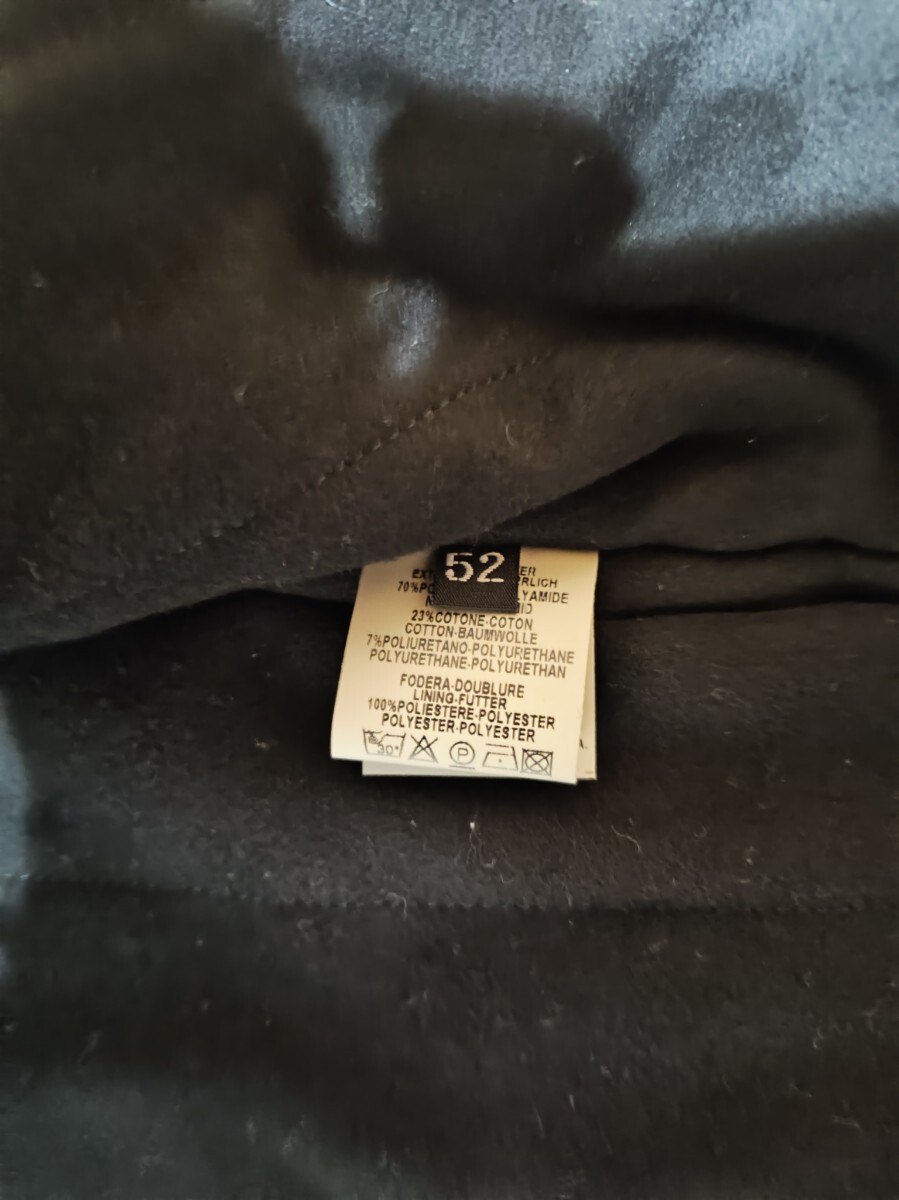 52
23%COTONE-COTON
COTTON-BAUMWOLLE
7%POLIURETANO-POLYURETHANE
POLYURETHANE-POLYURETHAN
FODERA-DOUBLURE
LINING-FUTTER
100%POLIESTERE-POLYESTER
POLYESTER-POLYESTER
30°
P